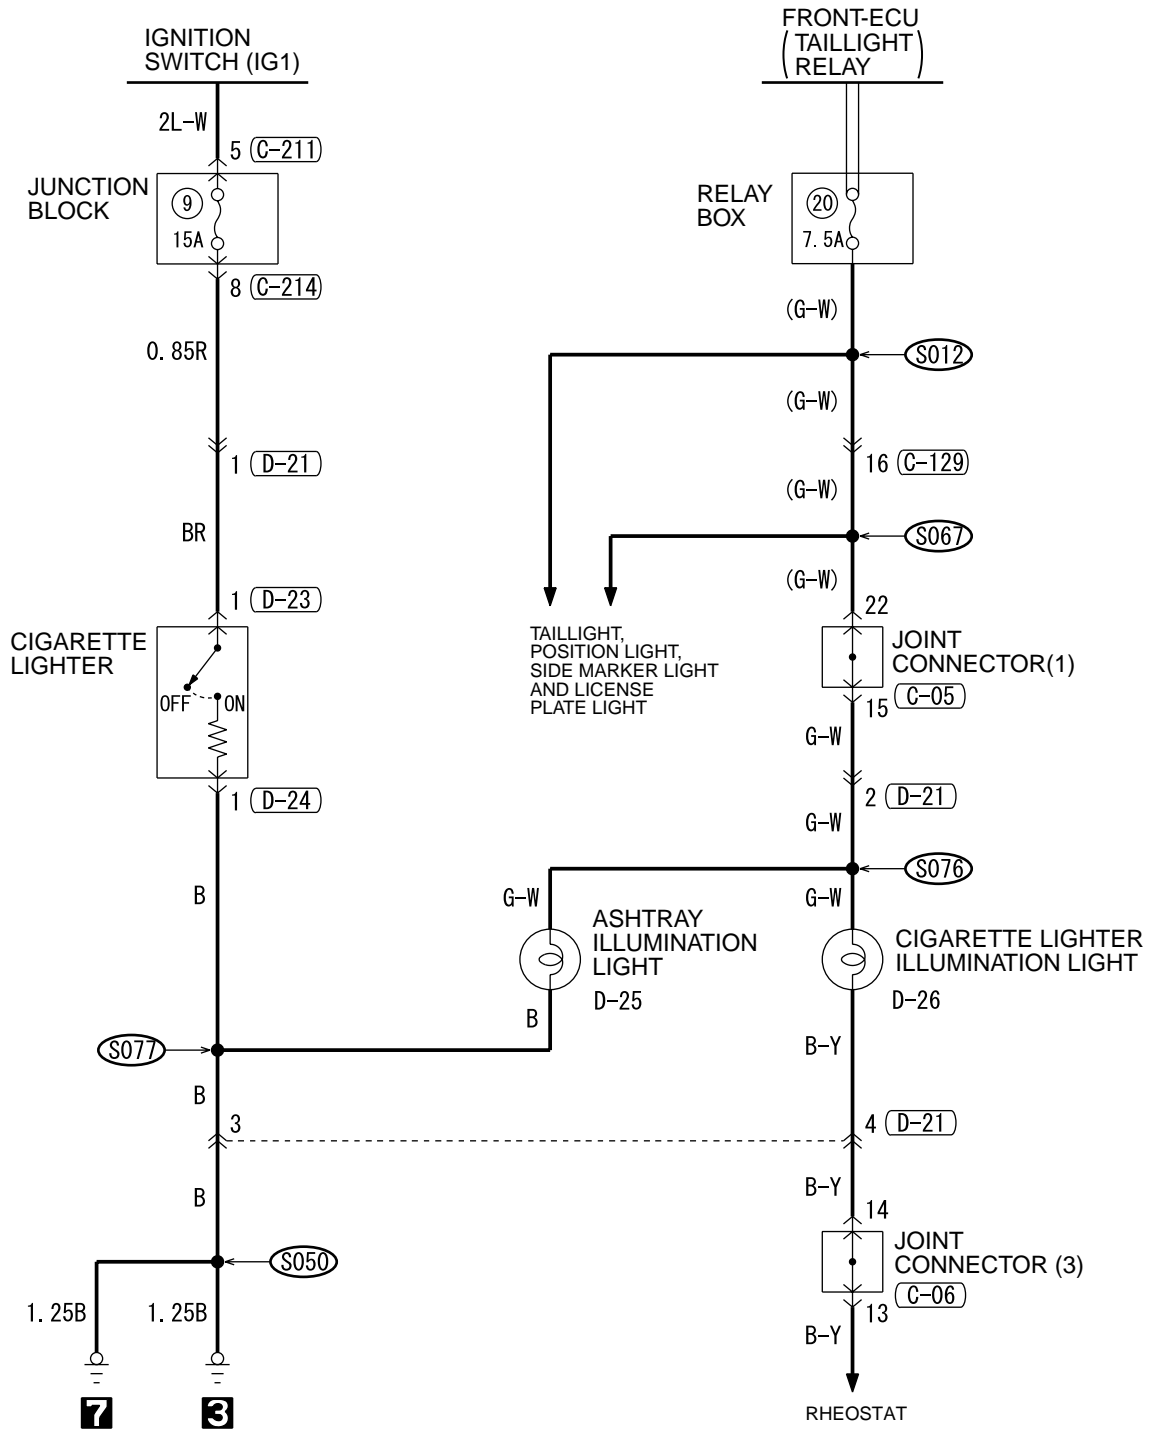 IGNITION
SWITCH (IG1)
2L-W
5 C-211
JUNCTION
BLOCK
9
15A
8 C-214
0.85R
1 D-21
BR
1 D-23
CIGARETTE
LIGHTER
OFF ON
1 D-24
B
S077
B
3
B
S050
1.25B 1.25B
7 3
FRONT-ECU
(TAILLIGHT
RELAY)
RELAY
BOX
20
7.5A
(G-W)
S012
(G-W)
16 C-129
(G-W)
S067
(G-W)
TAILLIGHT,
POSITION LIGHT,
SIDE MARKER LIGHT
AND LICENSE
PLATE LIGHT
22
JOINT
CONNECTOR(1)
C-05
15
G-W
2 D-21
G-W
S076
G-W G-W
ASHTRAY
ILLUMINATION
LIGHT
D-25
B
CIGARETTE LIGHTER
ILLUMINATION LIGHT
D-26
B-Y
4 D-21
B-Y
14
JOINT
CONNECTOR (3)
C-06
13
B-Y
RHEOSTAT